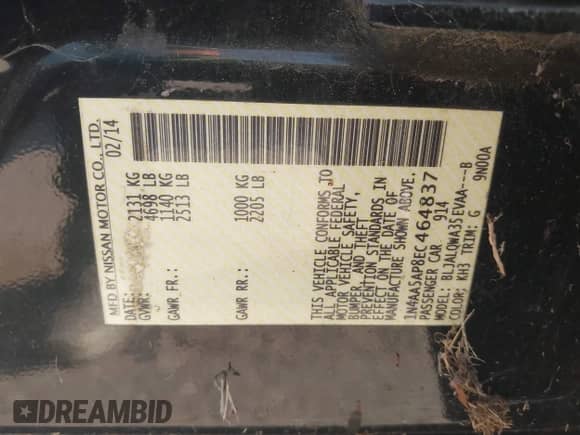 MFD BY NISSAN MOTOR CO., LTD.
DATE: 02/14
GVWR: 2131 KG
4698 LB
GAWR FR.: 1140 KG
2513 LB
GAWR RR.: 1000 KG
2205 LB
THIS VEHICLE CONFORMS TO
ALL APPLICABLE FEDERAL
MOTOR VEHICLE SAFETY,
BUMPER, AND THEFT
PREVENTION STANDARDS IN
EFFECT ON THE DATE OF
MANUFACTURE SHOWN ABOVE.
1N4AA5AP8EC464837
PASSENGER CAR 914
MODEL: BLJALQWA35EVAA---B
COLOR: KH3 TRIM: G 9N00A
DREAMBID